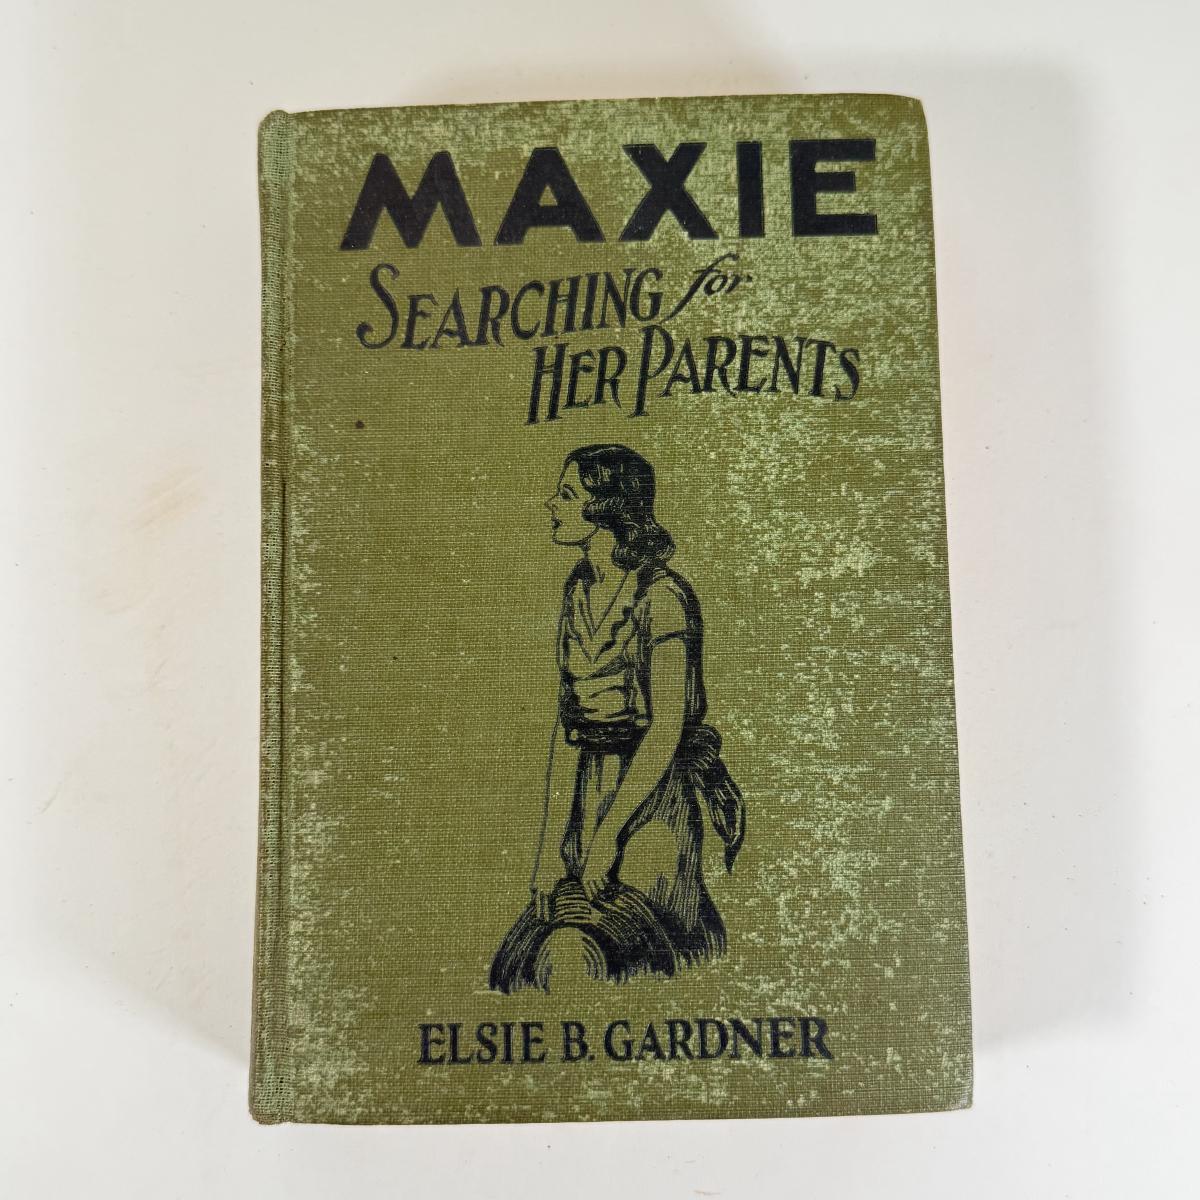 MAXIE
SEARCHING for
HER PARENTS
ELSIE B. GARDNER